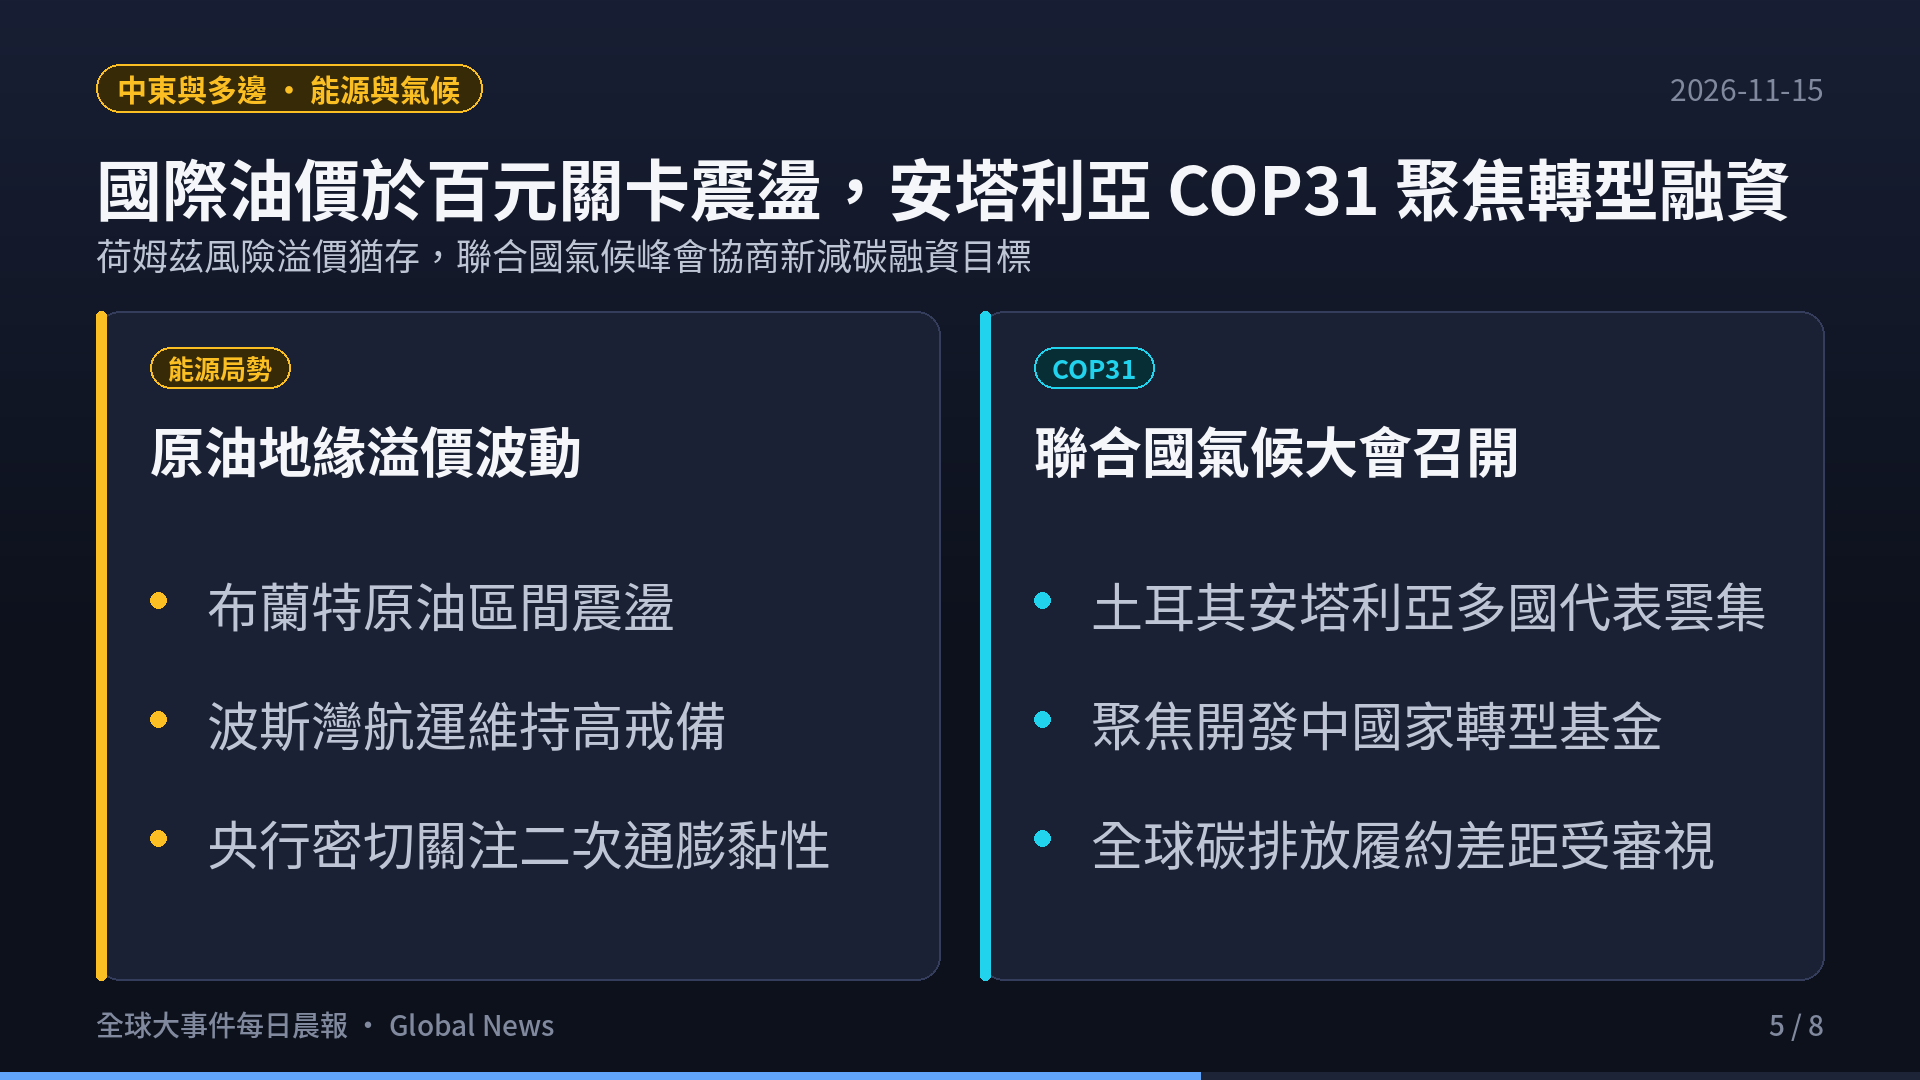 中東與多邊 • 能源與氣候
2026-11-15
國際油價於百元關卡震盪，安塔利亞 COP31 聚焦轉型融資
荷姆茲風險溢價猶存，聯合國氣候峰會協商新減碳融資目標
能源局勢
原油地緣溢價波動
• 布蘭特原油區間震盪
• 波斯灣航運維持高戒備
• 央行密切關注二次通膨黏性
COP31
聯合國氣候大會召開
• 土耳其安塔利亞多國代表雲集
• 聚焦開發中國家轉型基金
• 全球碳排放履約差距受審視
全球大事件每日晨報 • Global News
5 / 8